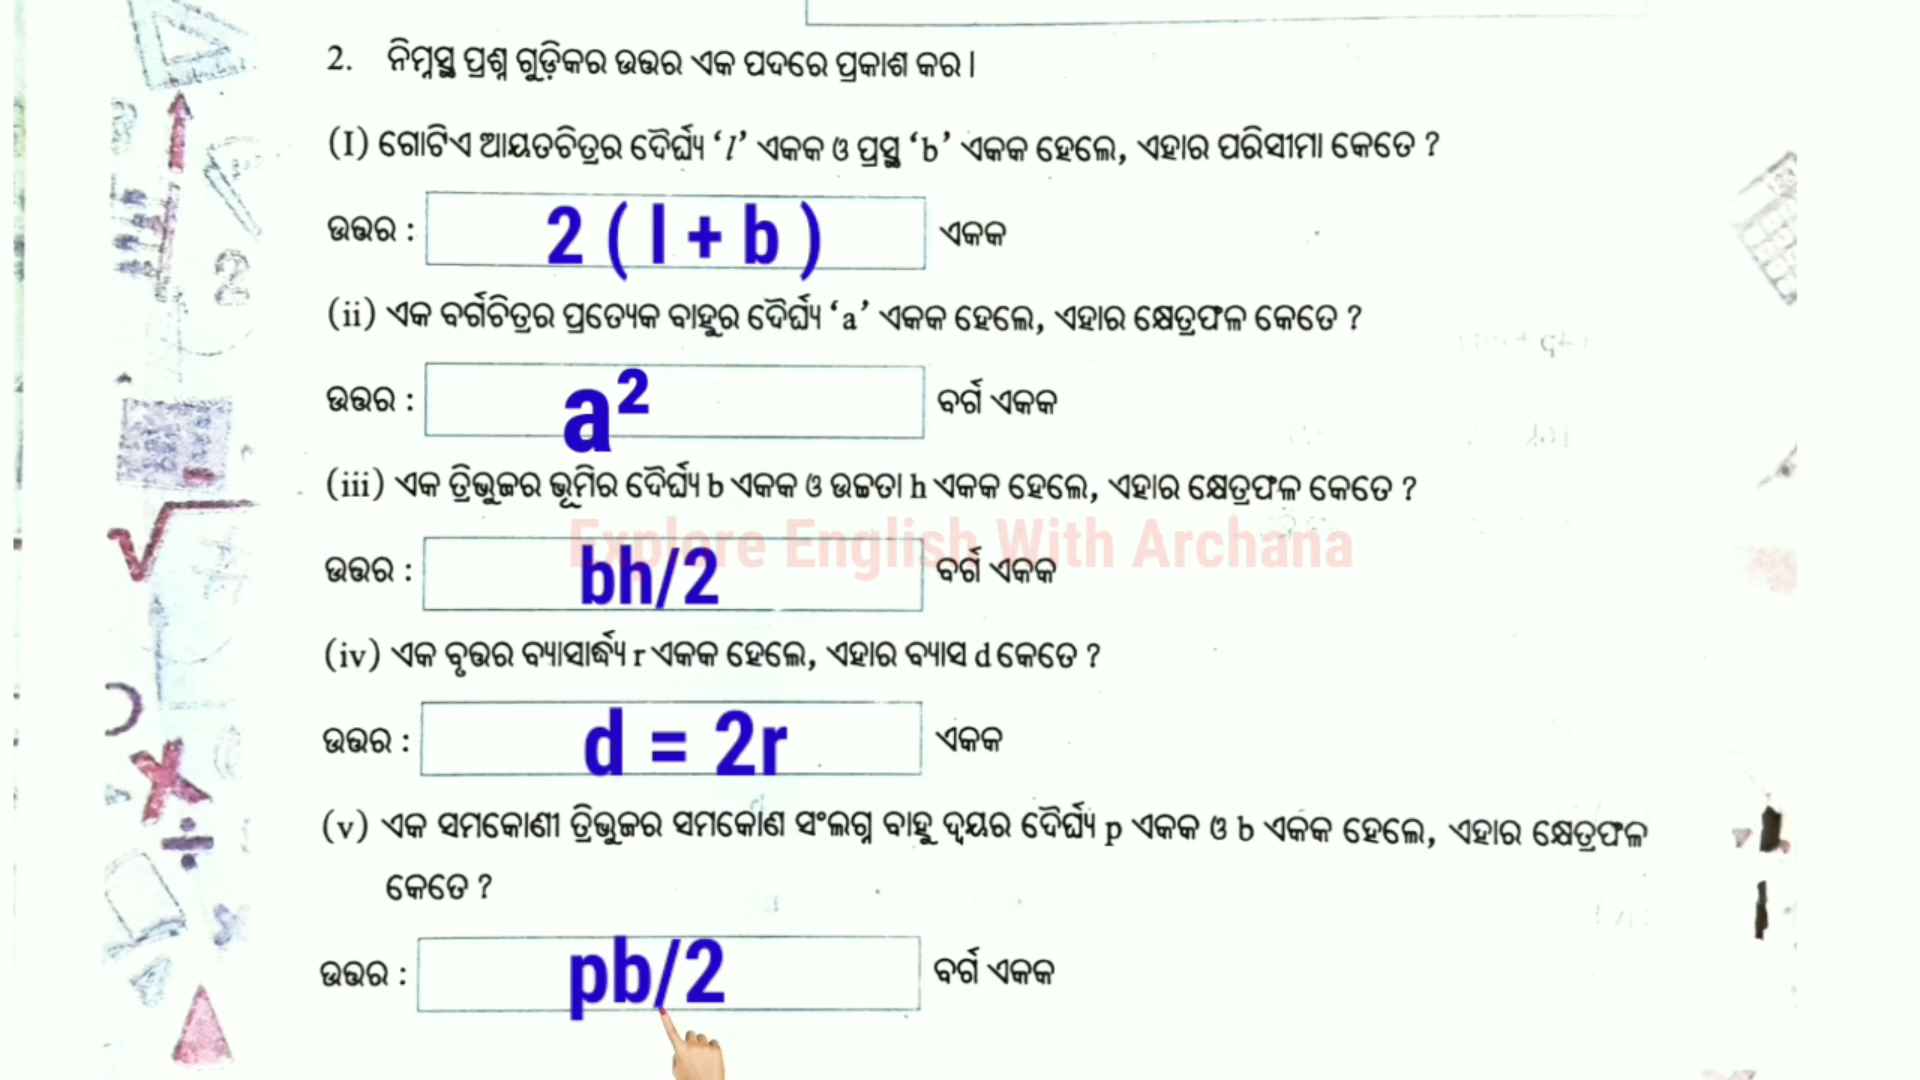 2. ନିମ୍ନସ୍ଥ ପ୍ରଶ୍ନ ଗୁଡ଼ିକର ଉତ୍ତର ଏକ ପଦରେ ପ୍ରକାଶ କର।
(I) ଗୋଟିଏ ଆୟତଚିତ୍ରର ଦୈର୍ଘ୍ୟ ‘l’ ଏକକ ଓ ପ୍ରସ୍ଥ ‘b’ ଏକକ ହେଲେ, ଏହାର ପରିସୀମା କେତେ ?
ଉତ୍ତର : 2 ( l + b ) ଏକକ
(ii) ଏକ ବର୍ଗଚିତ୍ରର ପ୍ରତ୍ୟେକ ବାହୁର ଦୈର୍ଘ୍ୟ ‘a’ ଏକକ ହେଲେ, ଏହାର କ୍ଷେତ୍ରଫଳ କେତେ ?
ଉତ୍ତର : a² ବର୍ଗ ଏକକ
(iii) ଏକ ତ୍ରିଭୁଜର ଭୂମିର ଦୈର୍ଘ୍ୟ b ଏକକ ଓ ଉଚ୍ଚତା h ଏକକ ହେଲେ, ଏହାର କ୍ଷେତ୍ରଫଳ କେତେ ?
Explore English With Archana
ଉତ୍ତର : bh/2 ବର୍ଗ ଏକକ
(iv) ଏକ ବୃତ୍ତର ବ୍ୟାସାର୍ଦ୍ଧ୍ୟ r ଏକକ ହେଲେ, ଏହାର ବ୍ୟାସ d କେତେ ?
ଉତ୍ତର : d = 2r ଏକକ
(v) ଏକ ସମକୋଣୀ ତ୍ରିଭୁଜର ସମକୋଣ ସଂଲଗ୍ନ ବାହୁ ଦ୍ୱୟର ଦୈର୍ଘ୍ୟ p ଏକକ ଓ b ଏକକ ହେଲେ, ଏହାର କ୍ଷେତ୍ରଫଳ
କେତେ ?
ଉତ୍ତର : pb/2 ବର୍ଗ ଏକକ